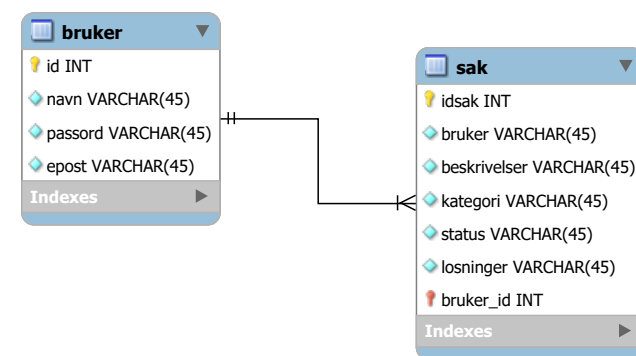 bruker
id INT
navn VARCHAR(45)
passord VARCHAR(45)
epost VARCHAR(45)
Indexes
sak
idsak INT
bruker VARCHAR(45)
beskrivelser VARCHAR(45)
kategori VARCHAR(45)
status VARCHAR(45)
losninger VARCHAR(45)
bruker_id INT
Indexes